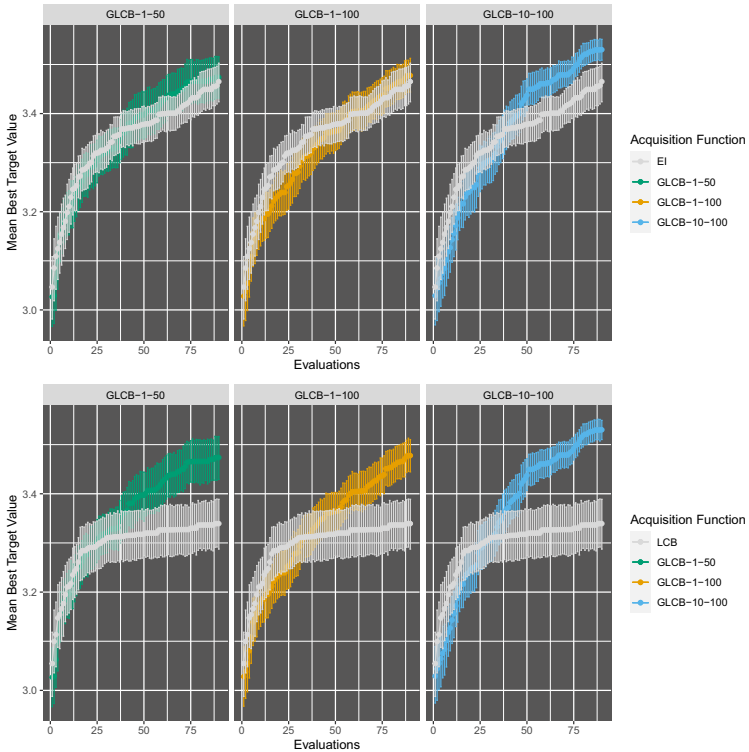 GLCB−1−50 GLCB−1−100 GLCB−10−100
Mean Best Target Value
3.4
3.2
3.0
0 25 50 75 0 25 50 75 0 25 50 75
Evaluations
Acquisition Function
EI
GLCB−1−50
GLCB−1−100
GLCB−10−100
GLCB−1−50 GLCB−1−100 GLCB−10−100
Mean Best Target Value
3.4
3.2
3.0
0 25 50 75 0 25 50 75 0 25 50 75
Evaluations
Acquisition Function
LCB
GLCB−1−50
GLCB−1−100
GLCB−10−100